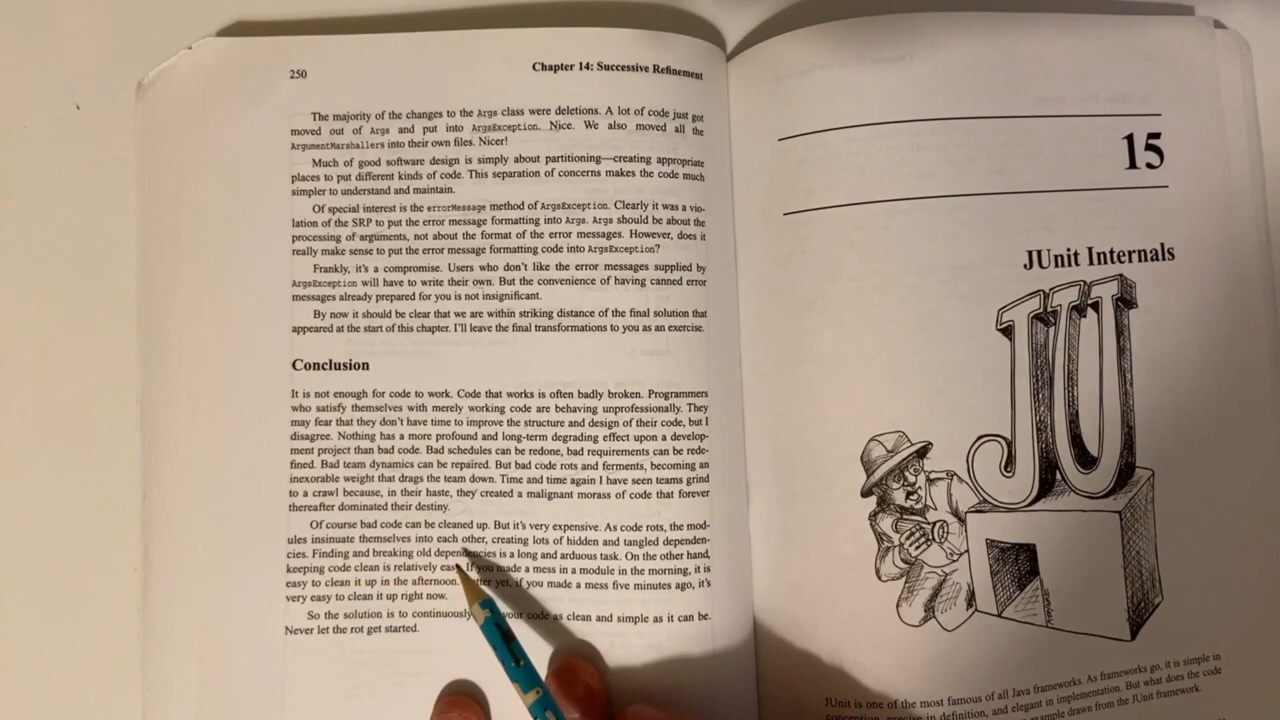 250
Chapter 14: Successive Refinement
The majority of the changes to the Args class were deletions. A lot of code just got
moved out of Args and put into ArgsException. Nice. We also moved all the
ArgumentMarshallers into their own files. Nicer!
Much of good software design is simply about partitioning—creating appropriate
places to put different kinds of code. This separation of concerns makes the code much
simpler to understand and maintain.
Of special interest is the errorMessage method of ArgsException. Clearly it was a vio-
lation of the SRP to put the error message formatting into Args. Args should be about the
processing of arguments, not about the format of the error messages. However, does it
really make sense to put the error message formatting code into ArgsException?
Frankly, it's a compromise. Users who don't like the error messages supplied by
ArgsException will have to write their own. But the convenience of having canned error
messages already prepared for you is not insignificant.
By now it should be clear that we are within striking distance of the final solution that
appeared at the start of this chapter. I'll leave the final transformations to you as an exercise.
Conclusion
It is not enough for code to work. Code that works is often badly broken. Programmers
who satisfy themselves with merely working code are behaving unprofessionally. They
may fear that they don't have time to improve the structure and design of their code, but I
disagree. Nothing has a more profound and long-term degrading effect upon a develop-
ment project than bad code. Bad schedules can be redone, bad requirements can be rede-
fined. Bad team dynamics can be repaired. But bad code rots and ferments, becoming an
inexorable weight that drags the team down. Time and time again I have seen teams grind
to a crawl because, in their haste, they created a malignant morass of code that forever
thereafter dominated their destiny.
Of course bad code can be cleaned up. But it's very expensive. As code rots, the mod-
ules insinuate themselves into each other, creating lots of hidden and tangled dependen-
cies. Finding and breaking old dependencies is a long and arduous task. On the other hand,
keeping code clean is relatively easy. If you made a mess in a module in the morning, it is
easy to clean it up in the afternoon. yet, if you made a mess five minutes ago, it's
very easy to clean it up right now.
So the solution is to continuously your code as clean and simple as it can be.
Never let the rot get started.
15
JUnit Internals
JU
JUnit is one of the most famous of all Java frameworks. As frameworks go, it is simple in
conception, precise in definition, and elegant in implementation. But what does the code
example drawn from the JUnit framework.